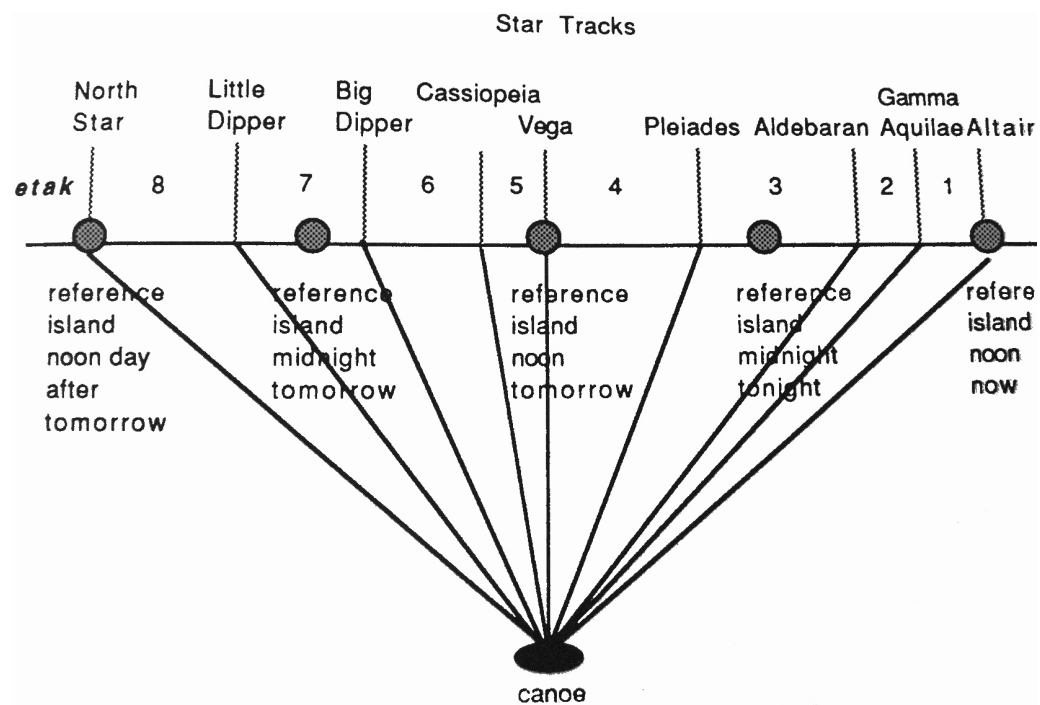 Star Tracks
North
Star
Little
Dipper
Big
Dipper
Cassiopeia
Vega
Pleiades
Aldebaran
Gamma
Aquilae
Altair
etak
8
7
6
5
4
3
2
1
reference
island
noon day
after
tomorrow
reference
island
midnight
tomorrow
reference
island
noon
tomorrow
reference
island
midnight
tonight
refere
island
noon
now
canoe